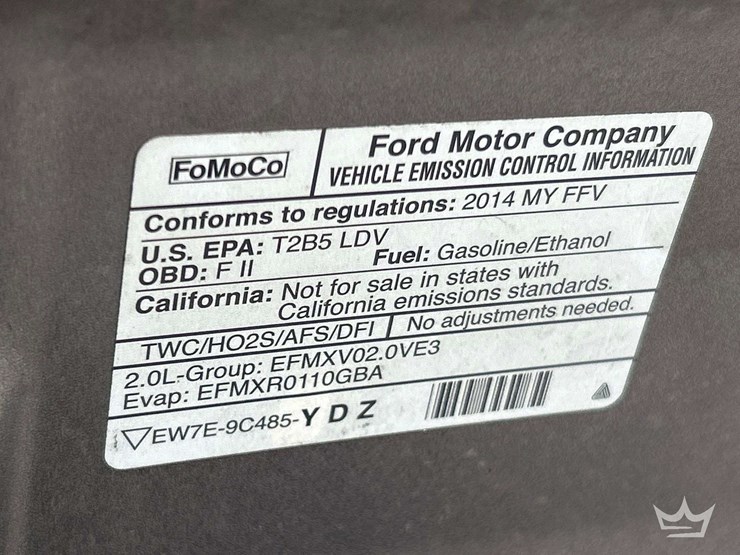 FoMoCo
Ford Motor Company
VEHICLE EMISSION CONTROL INFORMATION
Conforms to regulations: 2014 MY FFV
U.S. EPA: T2B5 LDV
OBD: F II Fuel: Gasoline/Ethanol
California: Not for sale in states with
California emissions standards.
TWC/HO2S/AFS/DFI No adjustments needed.
2.0L-Group: EFMXV02.0VE3
Evap: EFMXR0110GBA
EW7E-9C485-Y D Z